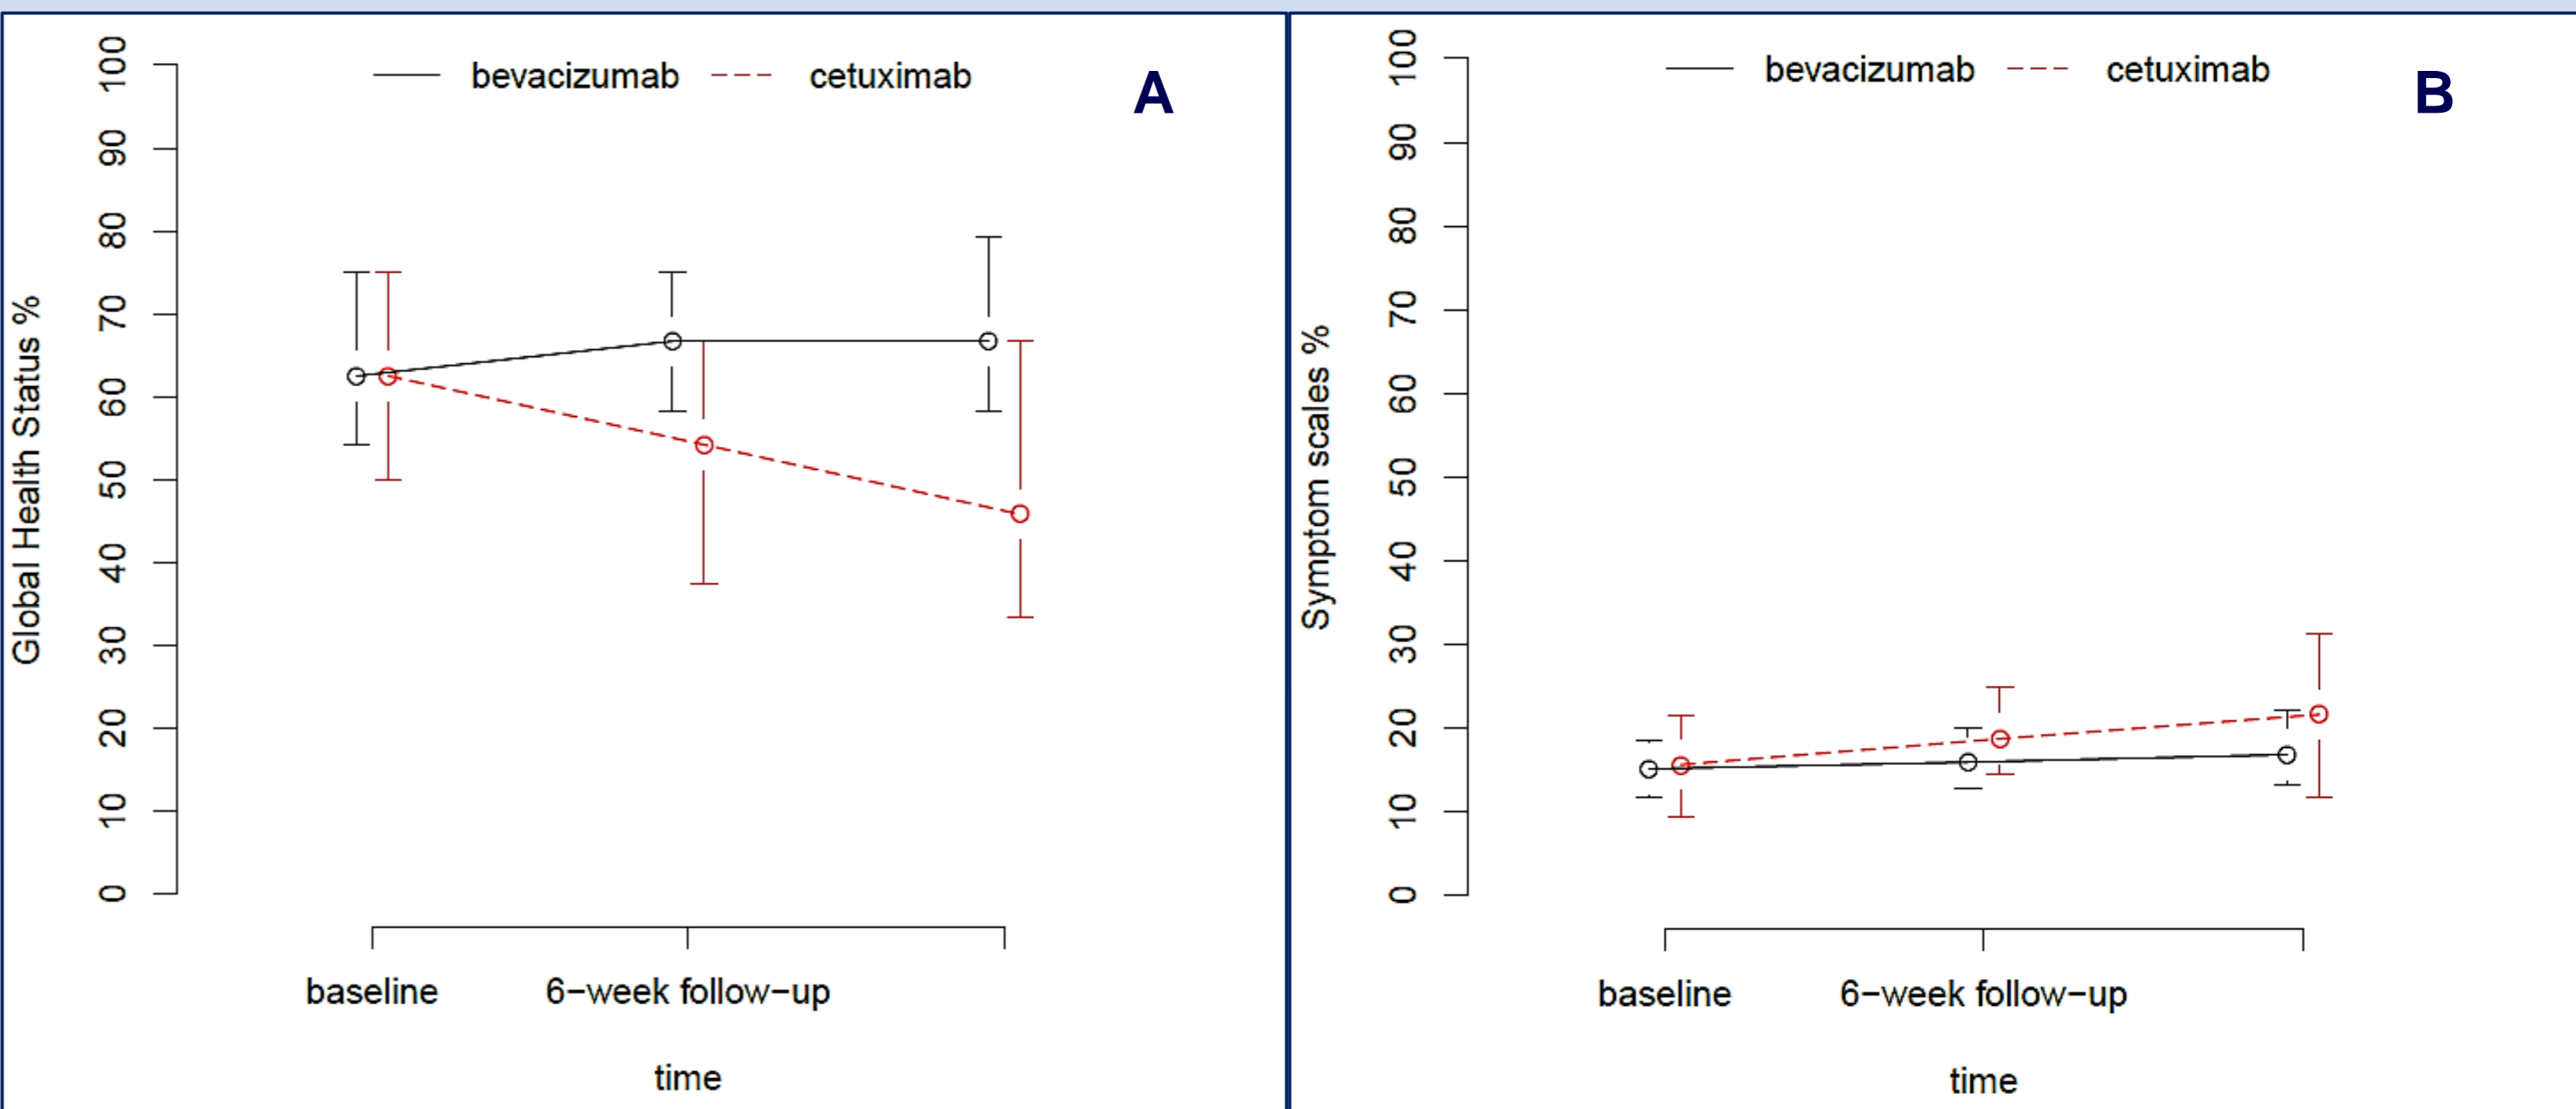 bevacizumab cetuximab
A
Global Health Status %
100
90
80
70
60
50
40
30
20
10
0
baseline 6-week follow-up
time
bevacizumab cetuximab
B
Symptom scales %
100
90
80
70
60
50
40
30
20
10
0
baseline 6-week follow-up
time